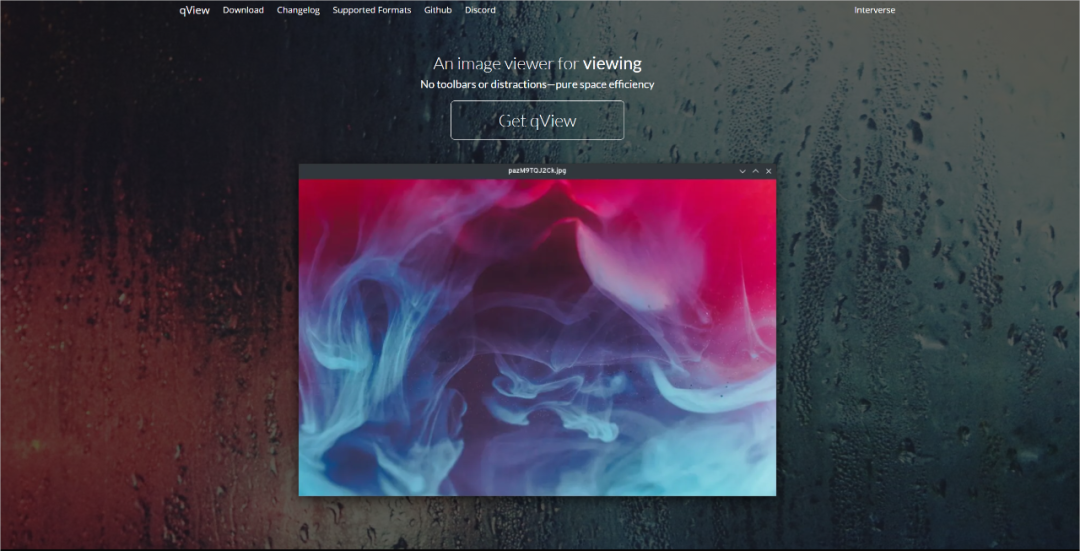 qView Download Changelog Supported Formats Github Discord Interverse
An image viewer for viewing
No toolbars or distractions—pure space efficiency
Get qView
pazM9TQJ2Ck.jpg